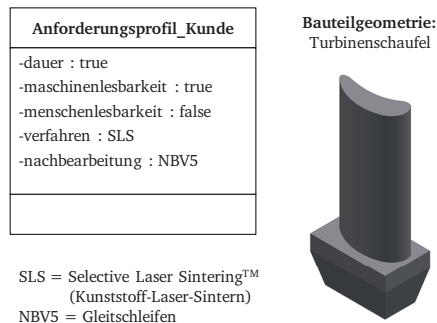 Anforderungsprofil_Kunde
-dauer : true
-maschinenlesbarkeit : true
-menschenlesbarkeit : false
-verfahren : SLS
-nachbearbeitung : NBV5
SLS = Selective Laser Sintering™
(Kunststoff-Laser-Sintern)
NBV5 = Gleitschleifen
Bauteilgeometrie:
Turbinenschaufel